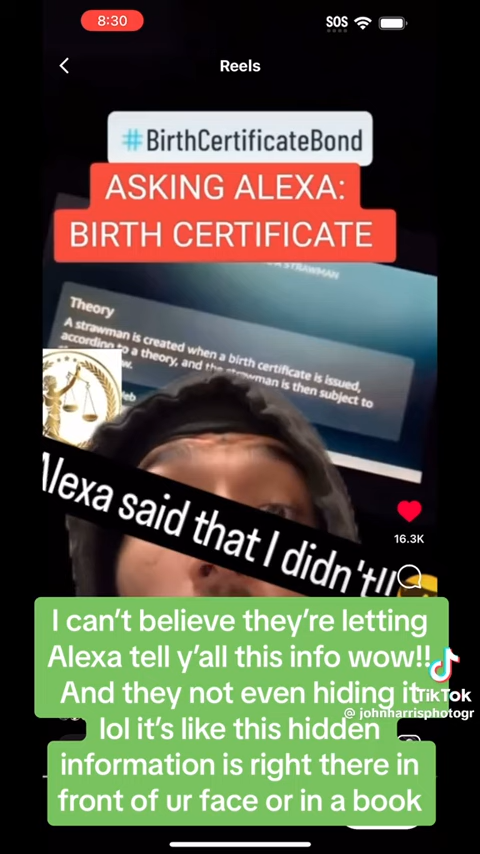 8:30
SOS
Reels
#BirthCertificateBond
ASKING ALEXA:
BIRTH CERTIFICATE
STRAWMAN
Theory
A strawman is created when a birth certificate is issued,
according to a theory, and the strawman is then subject to
Alexa said that I didn't!!
16.3K
I can't believe they're letting
Alexa tell y'all this info wow!!
And they not even hiding it
lol it's like this hidden
information is right there in
front of ur face or in a book
TikTok
@ johnharrisphotogr